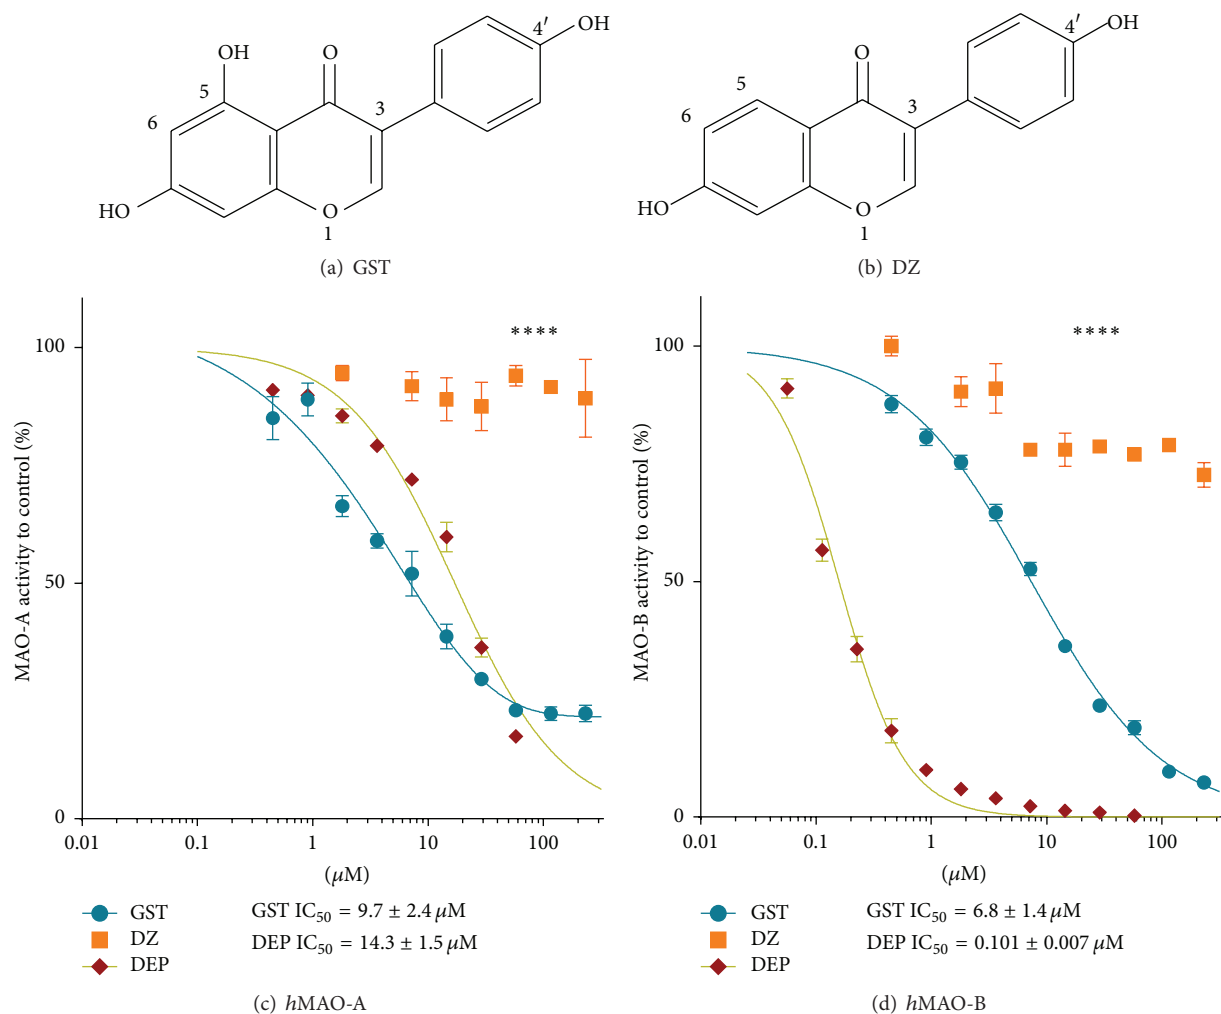 OH
O
4′
OH
5
3
6
HO
O
1
(a) GST
O
4′
OH
5
3
6
HO
O
1
(b) DZ
MAO-A activity to control (%)
100
50
0
****
0.01 0.1 1 10 100
(μM)
GST
DZ
DEP
GST IC50 = 9.7 ± 2.4 μM
DEP IC50 = 14.3 ± 1.5 μM
(c) hMAO-A
MAO-B activity to control (%)
100
50
0
****
0.01 0.1 1 10 100
(μM)
GST
DZ
DEP
GST IC50 = 6.8 ± 1.4 μM
DEP IC50 = 0.101 ± 0.007 μM
(d) hMAO-B